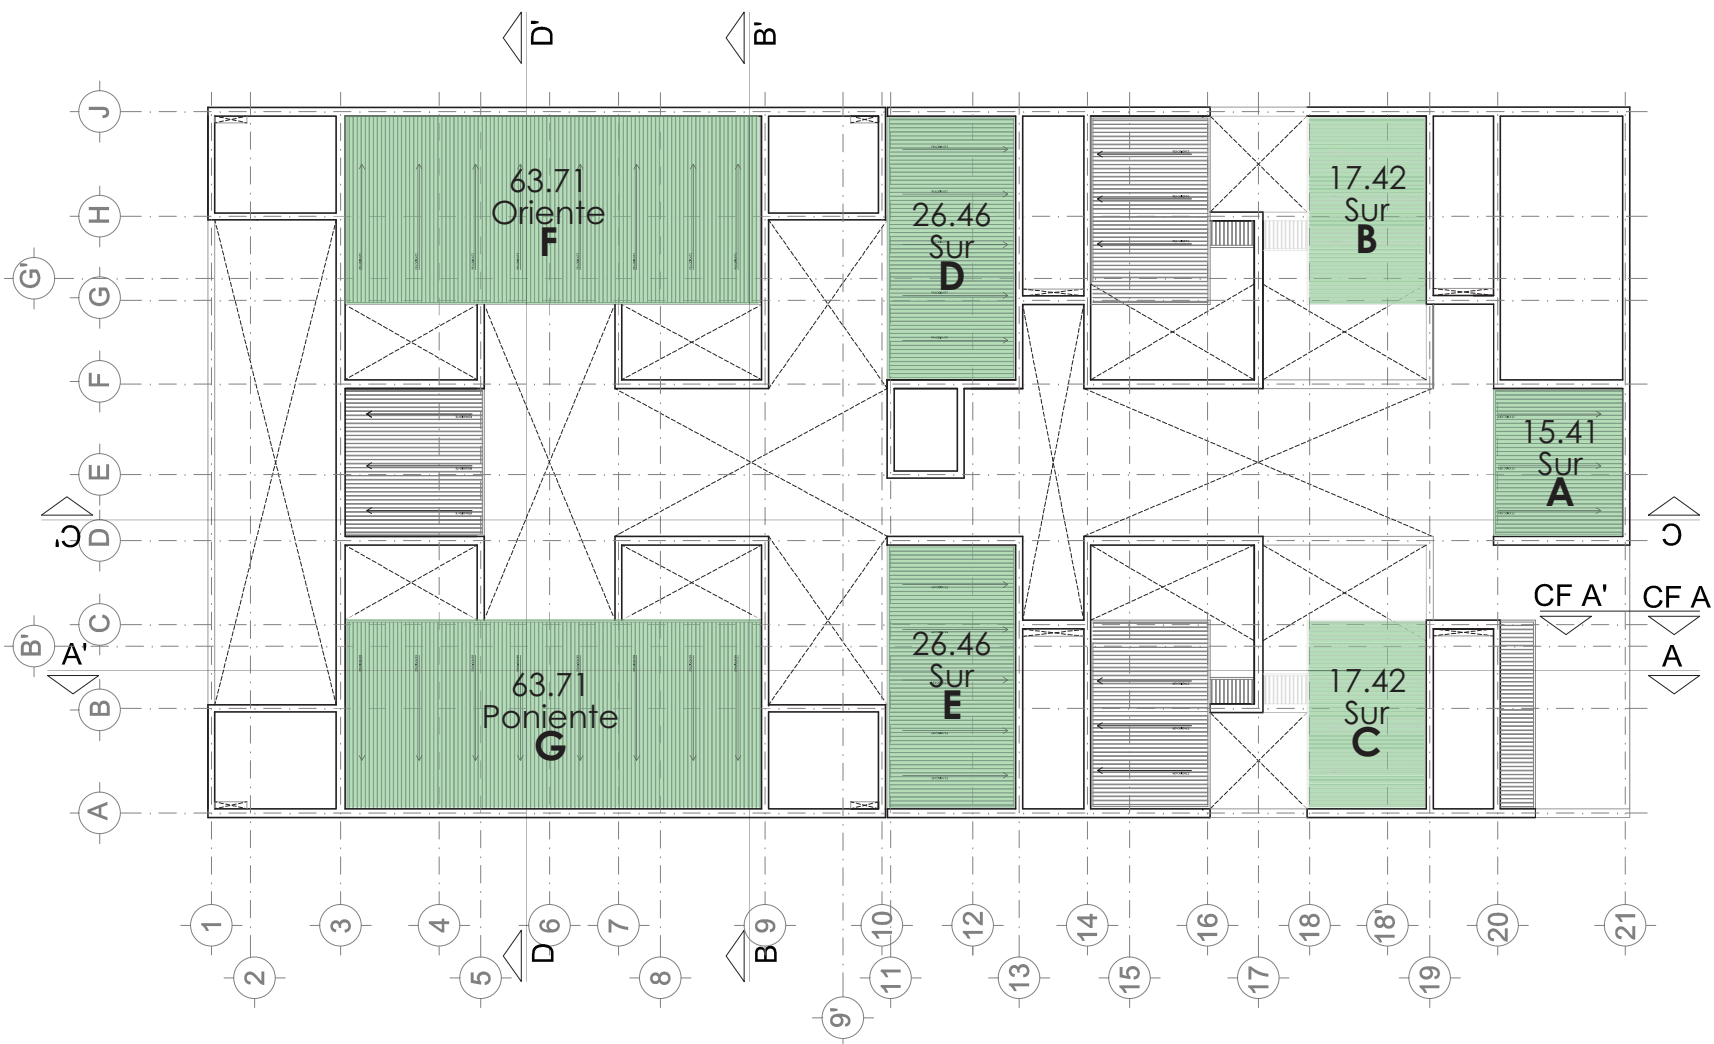 D'
B'
J
H
G'
G
F
E
D
C
B'
B
A
C'
A'
63.71
Oriente
F
26.46
Sur
D
17.42
Sur
B
15.41
Sur
A
C
CF A'
CF A
A
63.71
Poniente
G
26.46
Sur
E
17.42
Sur
C
1
3
4
6
7
9
10
12
14
16
18
18'
20
21
D
B
2
5
8
11
13
15
17
19
9'